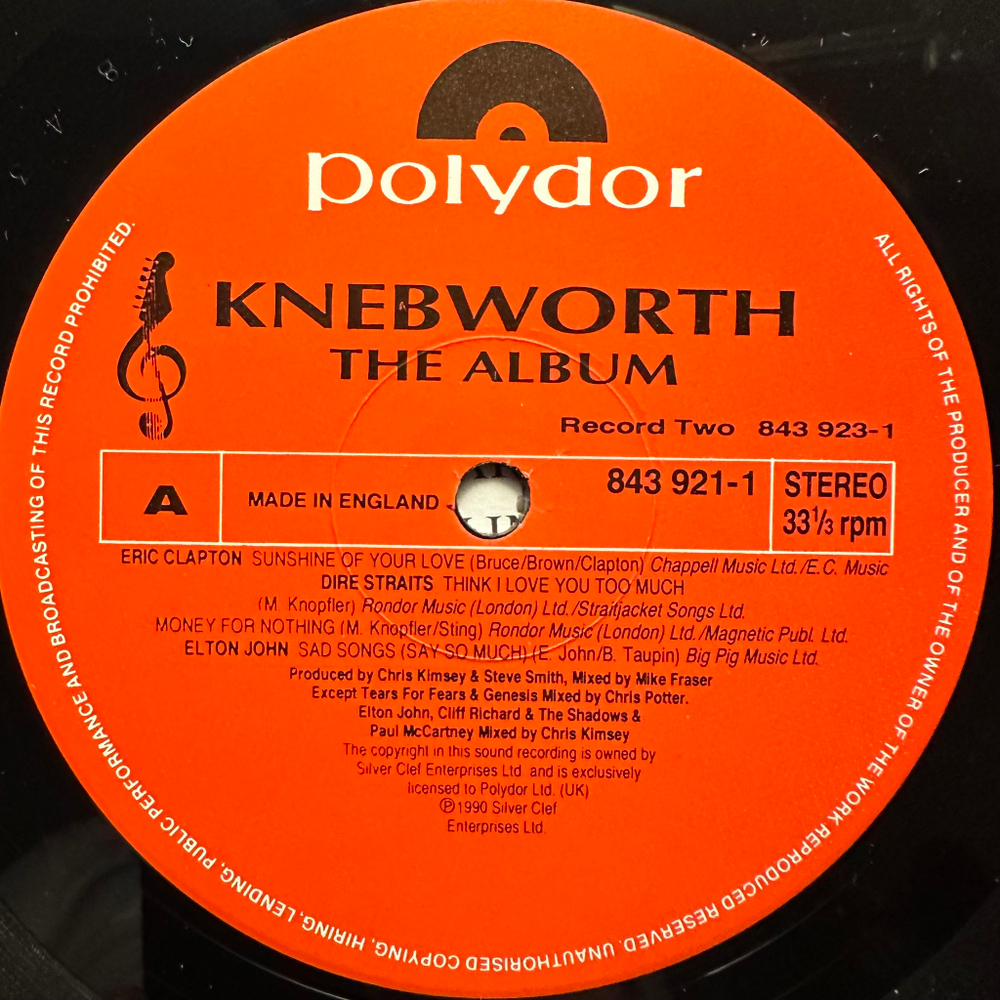 polydor
KNEBWORTH
THE ALBUM
Record Two 843 923-1
A
MADE IN ENGLAND
843 921-1
STEREO
33⅓ rpm
ERIC CLAPTON SUNSHINE OF YOUR LOVE (Bruce/Brown/Clapton) Chappell Music Ltd./E.C. Music
DIRE STRAITS THINK I LOVE YOU TOO MUCH
(M. Knopfler) Rondor Music (London) Ltd./Straitjacket Songs Ltd.
MONEY FOR NOTHING (M. Knopfler/Sting) Rondor Music (London) Ltd./Magnetic Publ. Ltd.
ELTON JOHN SAD SONGS (SAY SO MUCH) (E. John/B. Taupin) Big Pig Music Ltd.
Produced by Chris Kimsey & Steve Smith, Mixed by Mike Fraser
Except Tears For Fears & Genesis Mixed by Chris Potter.
Elton John, Cliff Richard & The Shadows &
Paul McCartney Mixed by Chris Kimsey
The copyright in this sound recording is owned by
Silver Clef Enterprises Ltd and is exclusively
licensed to Polydor Ltd. (UK)
℗1990 Silver Clef
Enterprises Ltd.
ALL RIGHTS OF THE PRODUCER AND OF THE OWNER OF THE WORK REPRODUCED RESERVED. UNAUTHORISED COPYING, HIRING, LENDING, PUBLIC PERFORMANCE AND BROADCASTING OF THIS RECORD PROHIBITED.